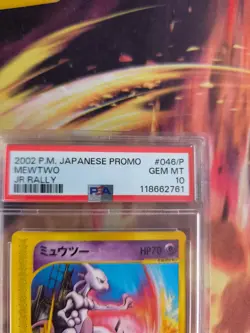 2002 P.M. JAPANESE PROMO #046/P
MEWTWO GEM MT
JR RALLY 10
PSA 118662761
ミュウツー HP70